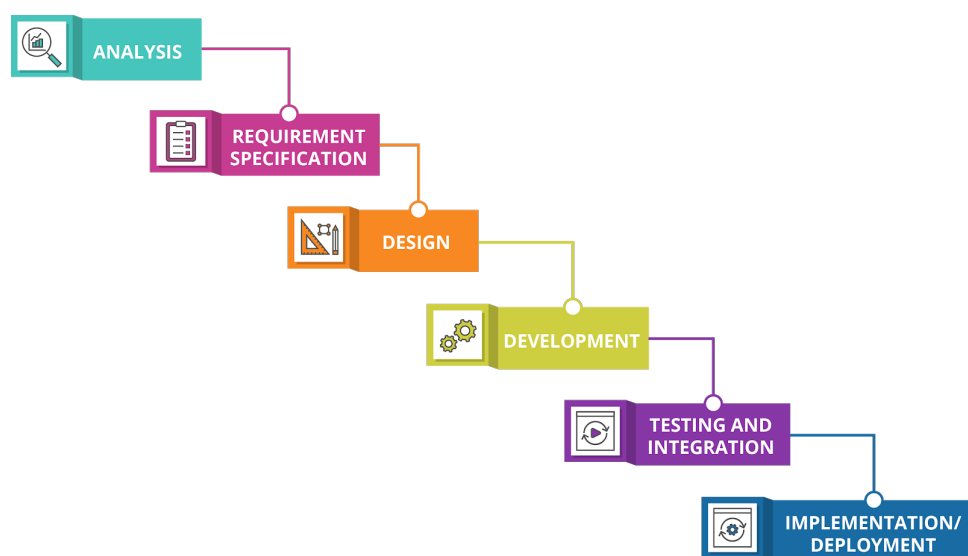 ANALYSIS
REQUIREMENT
SPECIFICATION
DESIGN
DEVELOPMENT
TESTING AND
INTEGRATION
IMPLEMENTATION/
DEPLOYMENT